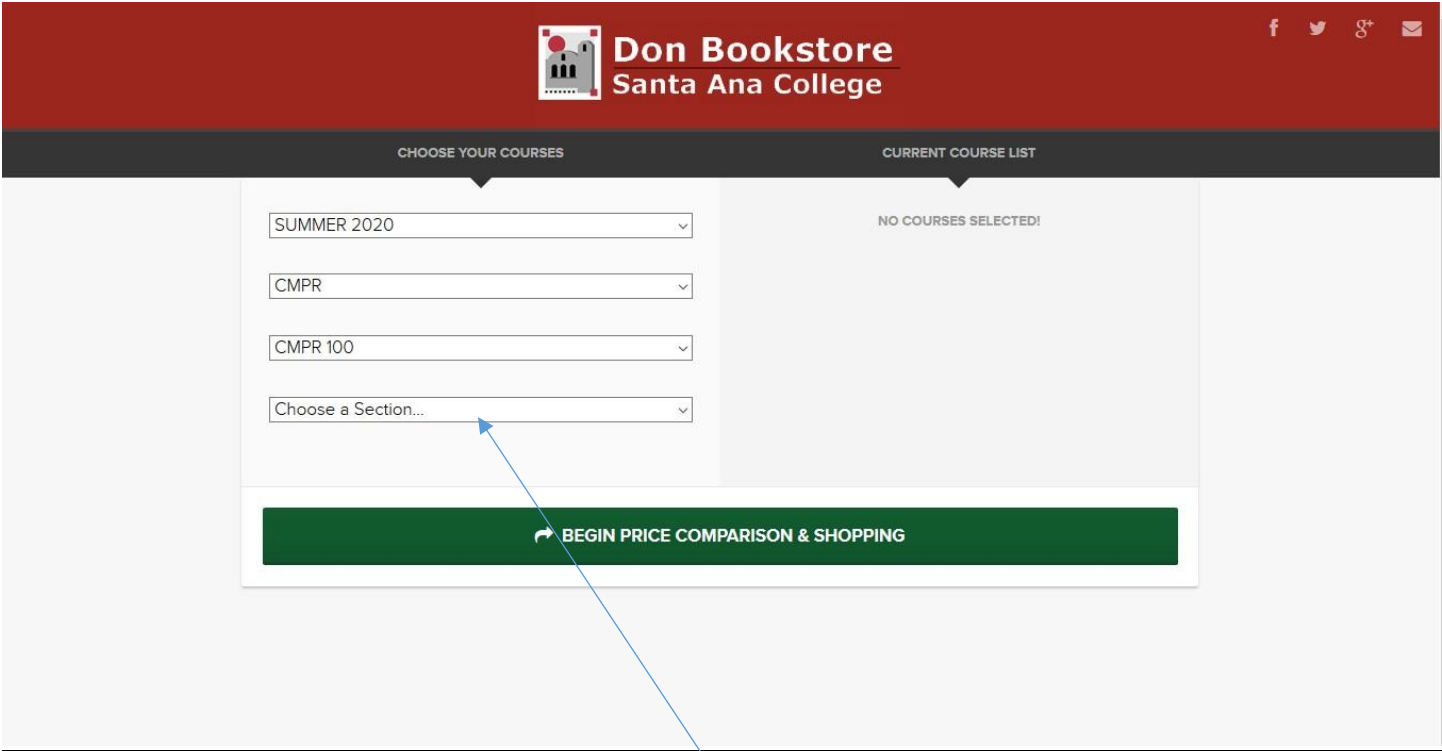 Don Bookstore
Santa Ana College
CHOOSE YOUR COURSES
CURRENT COURSE LIST
SUMMER 2020
NO COURSES SELECTED!
CMPR
CMPR 100
Choose a Section...
BEGIN PRICE COMPARISON & SHOPPING